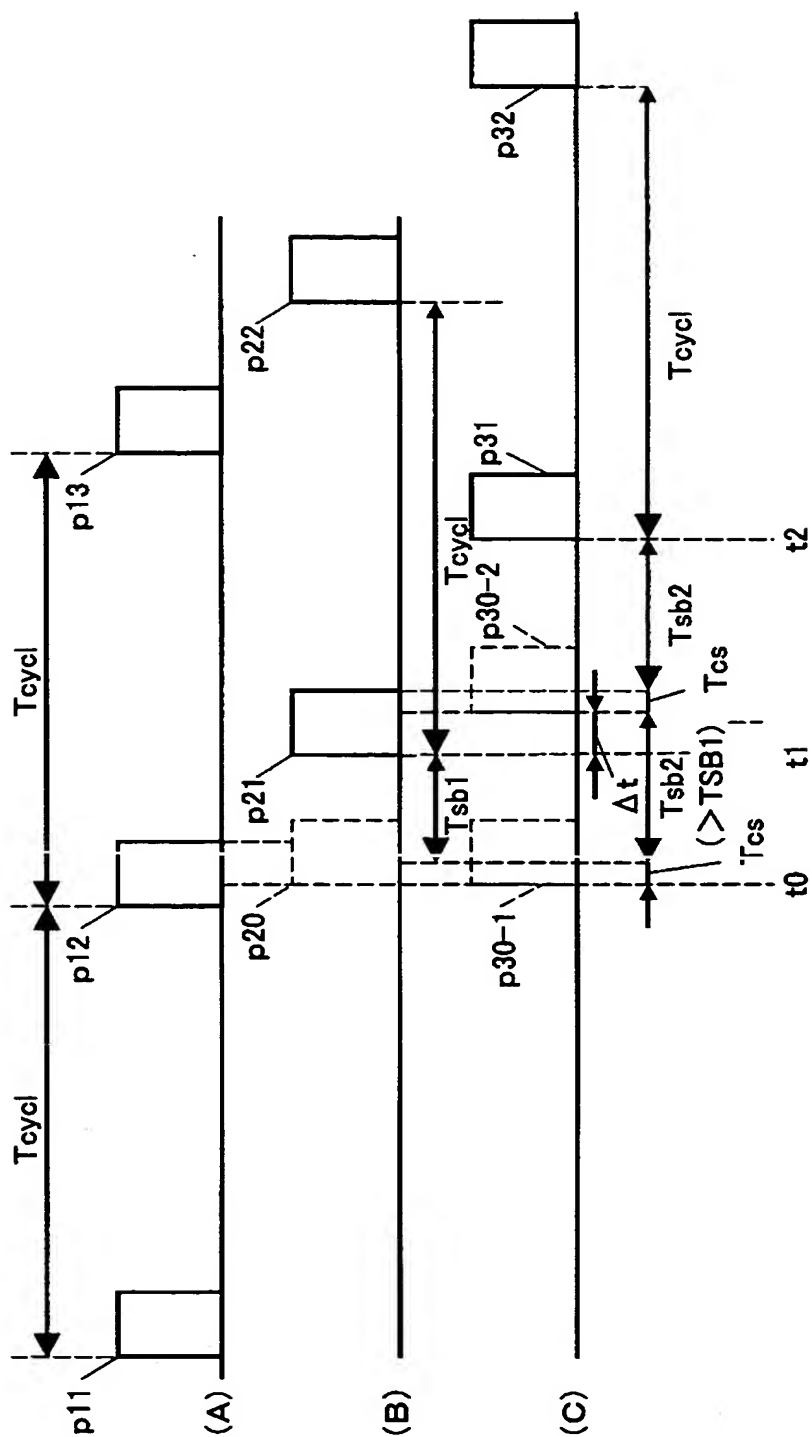 Tcycl
Tcycl
p11
p12
p13
(A)
p20
p21
p22
Tsb1
Tcycl
(B)
p30-1
p30-2
p31
p32
(C)
Δt
Tcs
Tsb2
(>TSB1)
Tcs
Tsb2
Tcycl
t0
t1
t2